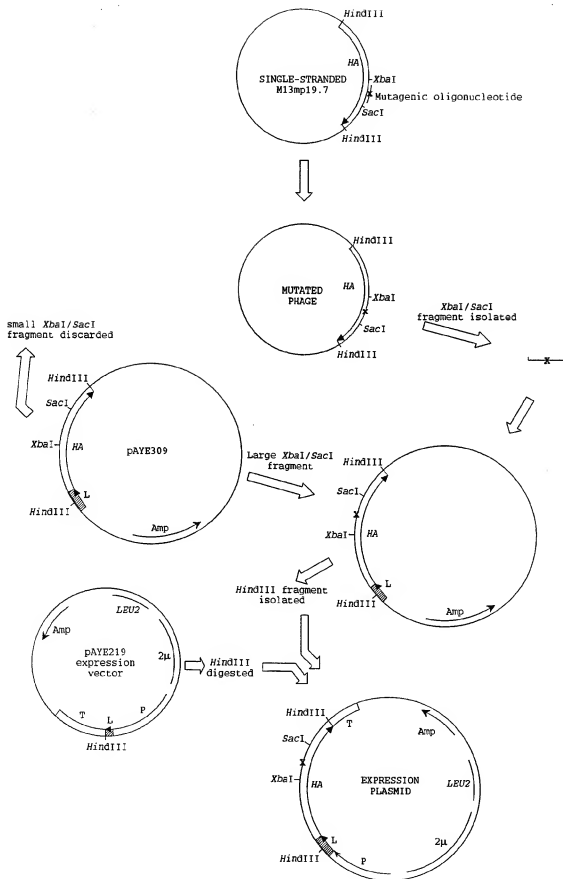 HindIII
HA
SINGLE-STRANDED
M13mp19.7
XbaI
x Mutagenic oligonucleotide
SacI
HindIII
HindIII
MUTATED
PHAGE
HA
XbaI
x
SacI
HindIII
XbaI/SacI
fragment isolated
x
small XbaI/SacI
fragment discarded
HindIII
SacI
XbaI
HA
pAYE309
L
HindIII
Amp
Large XbaI/SacI
fragment
HindIII
SacI
x
XbaI
HA
L
HindIII
Amp
HindIII fragment
isolated
LEU2
Amp
pAYE219
expression
vector
2μ
T
L
P
HindIII
HindIII
digested
HindIII
T
SacI
Amp
x
XbaI
HA
EXPRESSION
PLASMID
LEU2
L
HindIII
P
2μ